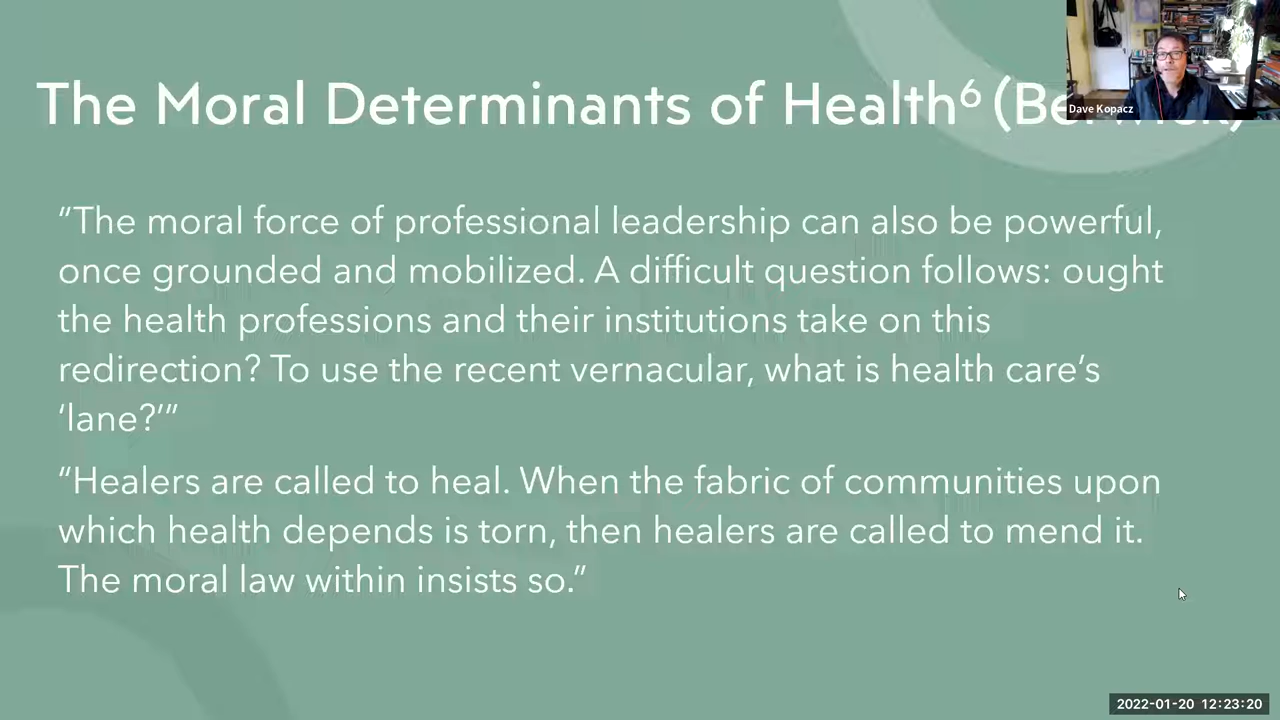 The Moral Determinants of Health⁶ (Be
Dave Kopacz
“The moral force of professional leadership can also be powerful,
once grounded and mobilized. A difficult question follows: ought
the health professions and their institutions take on this
redirection? To use the recent vernacular, what is health care’s
‘lane?’”
“Healers are called to heal. When the fabric of communities upon
which health depends is torn, then healers are called to mend it.
The moral law within insists so.”
2022-01-20 12:23:20